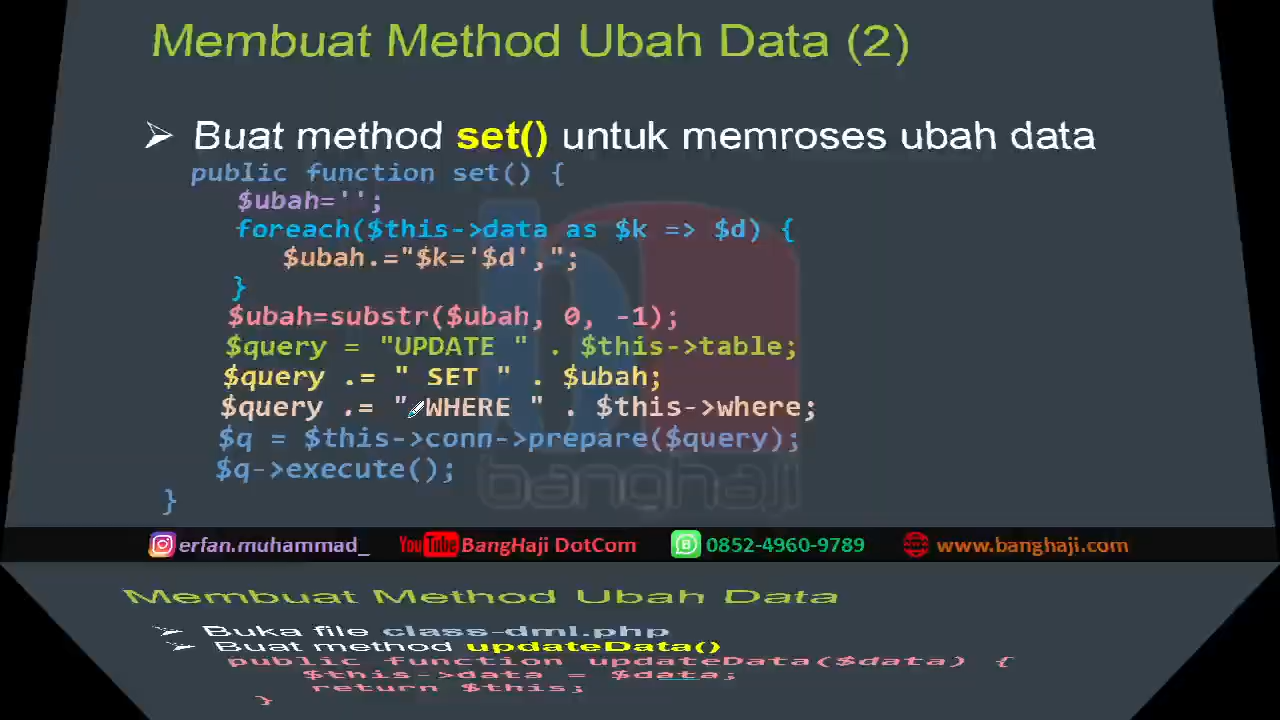 Membuat Method Ubah Data (2)
➢ Buat method set() untuk memroses ubah data
public function set() {
$ubah='';
foreach($this->data as $k => $d) {
$ubah.="$k='$d',";
}
$ubah=substr($ubah, 0, -1);
$query = "UPDATE " . $this->table;
$query .= " SET " . $ubah;
$query .= " WHERE " . $this->where;
$q = $this->conn->prepare($query);
$q->execute();
}
banghaji
erfan.muhammad_ YouTube BangHaji DotCom 0852-4960-9789 www.banghaji.com
Membuat Method Ubah Data
➢ Buka file class-dml.php
➢ Buat method updateData()
public function updateData($data) {
$this->data = $data;
return $this;
}